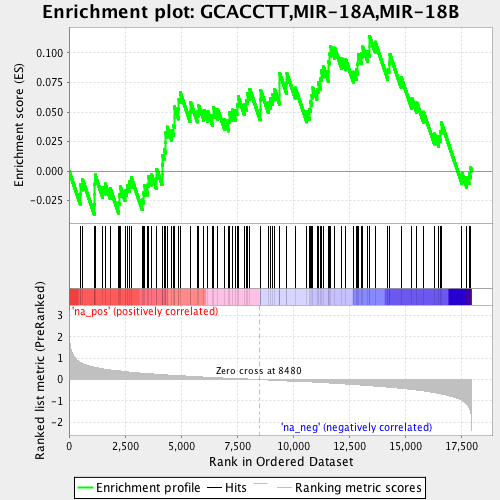 Enrichment plot: GCACCTT,MIR-18A,MIR-18B
Enrichment score (ES)
0.100
0.075
0.050
0.025
0.000
-0.025
'na_pos' (positively correlated)
Ranked list metric (PreRanked)
3
2
1
0
-1
-2
Zero cross at 8480
'na_neg' (negatively correlated)
0
2,500
5,000
7,500
10,000
12,500
15,000
17,500
Rank in Ordered Dataset
Enrichment profile
Hits
Ranking metric scores